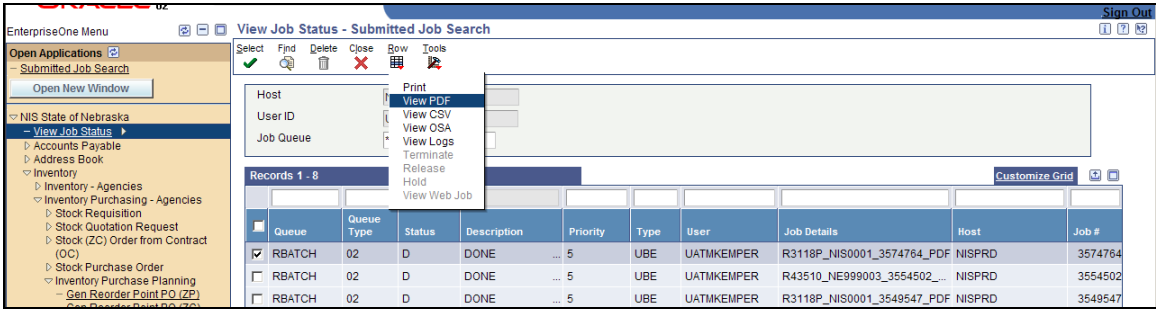 ORACLE
Sign Out
EnterpriseOne Menu
View Job Status - Submitted Job Search
Open Applications
Submitted Job Search
Open New Window
Select Find Delete Close Row Tools
Print
View PDF
View CSV
View OSA
View Logs
Terminate
Release
Hold
View Web Job
Host
User ID
Job Queue *
NIS State of Nebraska
View Job Status
Accounts Payable
Address Book
Inventory
Inventory - Agencies
Inventory Purchasing - Agencies
Stock Requisition
Stock Quotation Request
Stock (ZC) Order from Contract
(OC)
Stock Purchase Order
Inventory Purchase Planning
Gen Reorder Point PO (ZP)
Gen Reorder Point PO (ZC)
Records 1 - 8 Customize Grid
Queue Queue Type Status Description Priority Type User Job Details Host Job #
RBATCH 02 D DONE ... 5 UBE UATMKEMPER R3118P_NIS0001_3574764_PDF NISPRD 3574764
RBATCH 02 D DONE ... 5 UBE UATMKEMPER R43510_NE999003_3554502_... NISPRD 3554502
RBATCH 02 D DONE ... 5 UBE UATMKEMPER R3118P_NIS0001_3549547_PDF NISPRD 3549547